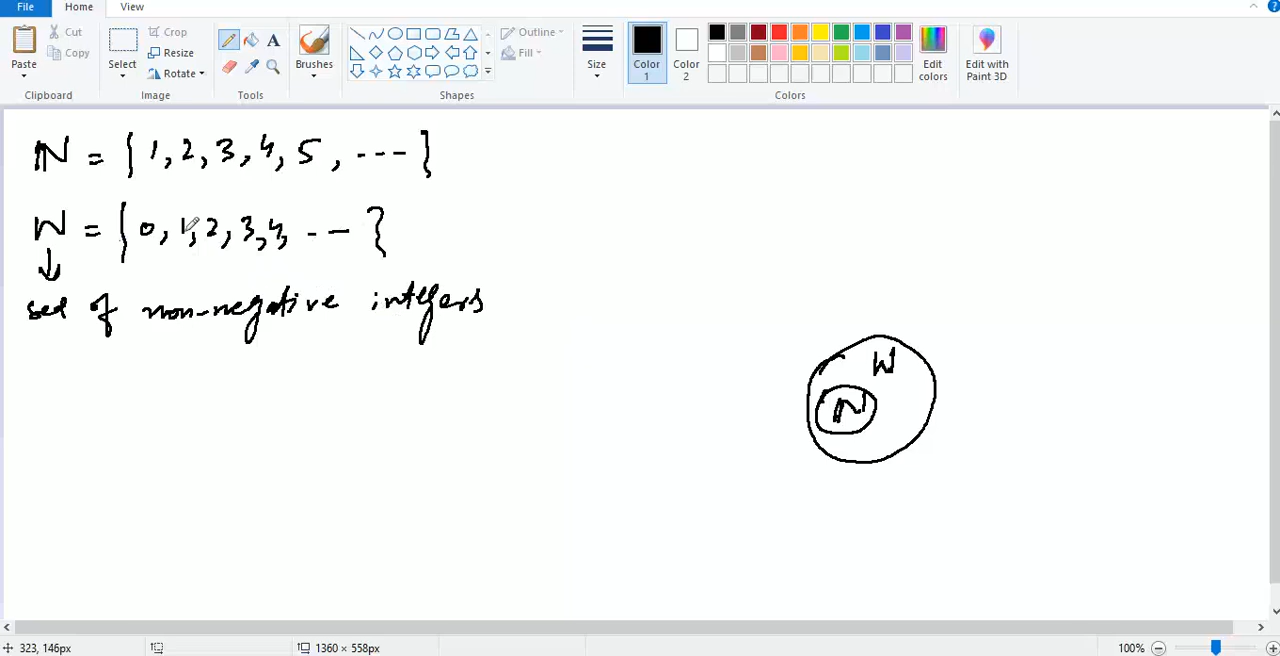 File Home View
Paste Cut Copy Select Crop Resize Rotate A Brushes Outline Fill Size Color 1 Color 2 Edit colors Edit with Paint 3D
Clipboard Image Tools Shapes Colors
N = { 1, 2, 3, 4, 5, --- }
W = { 0, 1, 2, 3, 4, -- }
↓
set of non-negative integers
W
N
323, 146px 1360 × 558px 100%